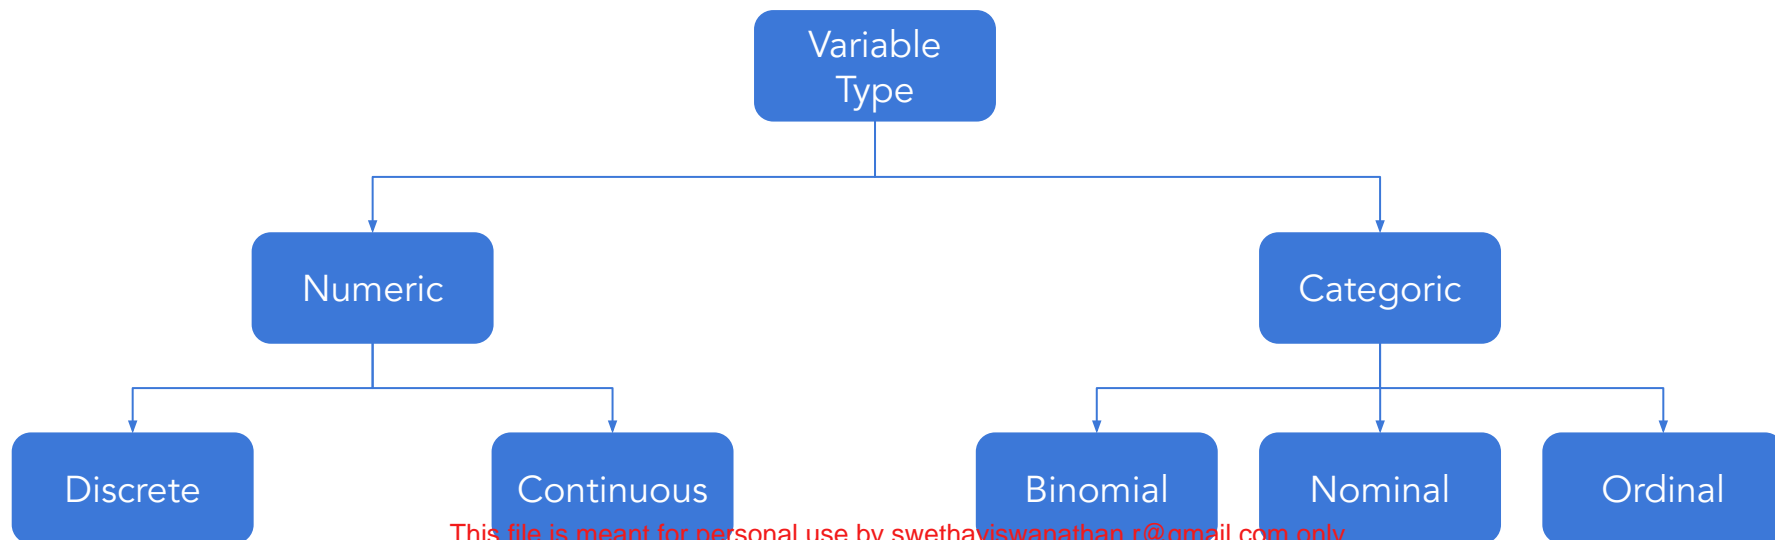 Variable
Type
Numeric
Categoric
Discrete
Continuous
Binomial
Nominal
Ordinal
This file is meant for personal use by swethaviswanathan.r@gmail.com only.